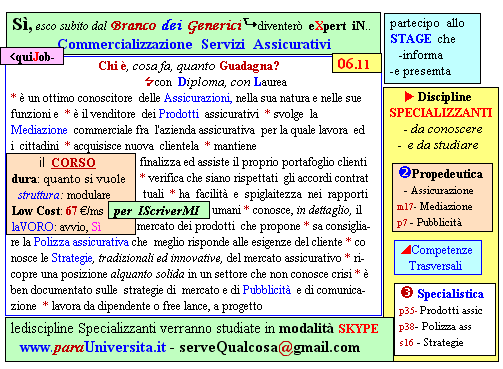 Sì, esco subito dal Branco dei Generici diventerò eXpert iN..
Commercializzazione Servizi Assicurativi
<quiJob-
Chi è, cosa fa, quanto Guadagna?
con Diploma, con Laurea
06.11
* è un ottimo conoscitore delle Assicurazioni, nella sua natura e nelle sue
funzioni e * è il venditore dei Prodotti assicurativi * svolge la
Mediazione commerciale fra l'azienda assicurativa per la quale lavora ed
i cittadini * acquisisce nuova clientela * mantiene
finalizza ed assiste il proprio portafoglio clienti
* verifica che siano rispettati gli accordi contrat
tuali * ha facilità e spiglaitezza nei rapporti
umani * conosce, in dettaglio, il
mercato dei prodotti che propone * sa consiglia-
re la Polizza assicurativa che meglio risponde alle esigenze del cliente * co
nosce le Strategie, tradizionali ed innovative, del mercato assicurativo * ri-
copre una posizione alquanto solida in un settore che non conosce crisi * è
ben documentato sulle strategie di mercato e di Pubblicità e di comunica-
zione * lavora da dipendente o free lance, a progetto
il CORSO
dura: quanto si vuole
struttura: modulare
Low Cost: 67 €/ms
laVORO: avvio, Sì
per IScriverMI
partecipo allo
STAGE che
-informa
-e presemta
Discipline
SPECIALIZZANTI
- da conoscere
- e da studiare
2Propedeutica
- Assicurazione
m17- Mediazione
p7 - Pubblicità
Competenze
Trasversali
3 Specialistica
p35- Prodotti assic
p38- Polizza ass
s16 - Strategie
lediscipline Specializzanti verranno studiate in modalità SKYPE
www.paraUniversita.it - serveQualcosa@gmail.com